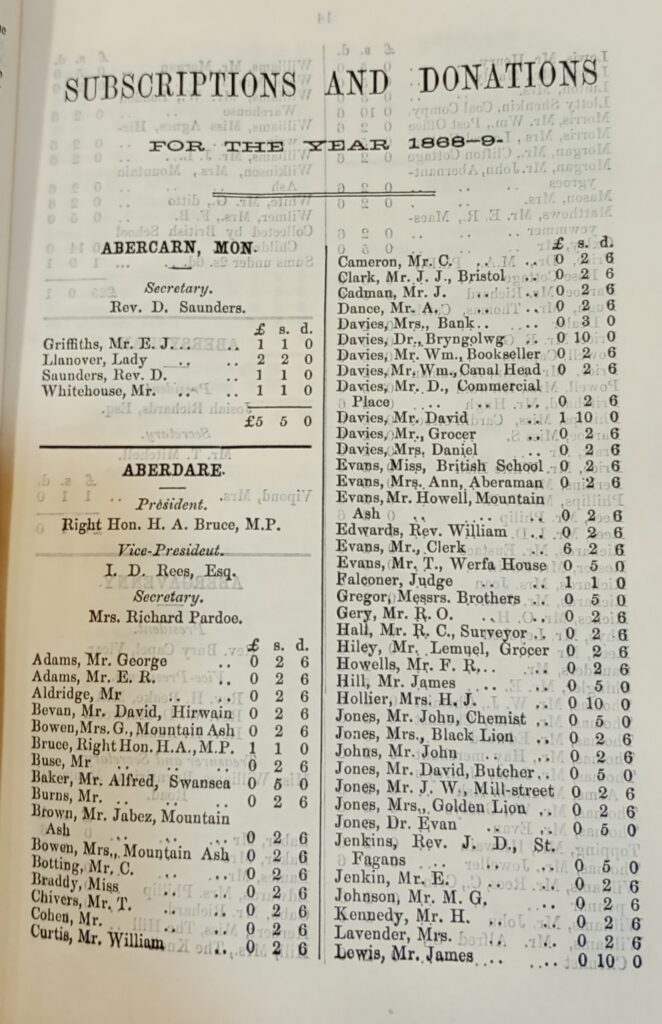 14
SUBSCRIPTIONS AND DONATIONS
FOR THE YEAR 1868-9.
ABERCARN, MON.
Secretary.
Rev. D. Saunders.
£ s. d.
Griffiths, Mr. E. J... .. 1 1 0
Llanover, Lady .. .. 2 2 0
Saunders, Rev. D. .. 1 1 0
Whitehouse, Mr. .. 1 1 0
£5 5 0
ABERDARE.
Président.
Right Hon. H. A. Bruce, M.P.
Vice-Presideut.
I. D. Rees, Esq.
Secretary.
Mrs. Richard Pardoe.
£ s. d.
Adams, Mr. George .. 0 2 6
Adams, Mr. E. R. .. 0 2 6
Aldridge, Mr .. .. 0 2 6
Bevan, Mr. David, Hirwain 0 2 6
Bowen, Mrs. G., Mountain Ash 0 2 6
Bruce, Right Hon. H.A., M.P. 1 1 0
Buse, Mr .. .. 0 2 6
Baker, Mr. Alfred, Swansea 0 5 0
Burns, Mr. .. .. .. 0 2 6
Brown, Mr. Jabez, Mountain
Ash .. .. .. 0 2 6
Bowen, Mrs., Mountain Ash 0 2 6
Botting, Mr. C. .. 0 2 6
Braddy, Miss .. .. 0 2 6
Chivers, Mr. T. .. .. 0 2 6
Cohen, Mr. .. .. 0 2 6
Curtis, Mr. William .. 0 2 6
£ s. d.
Cameron, Mr. C. .. .. 0 2 6
Clark, Mr. J. J., Bristol .. 0 2 6
Cadman, Mr. J. .. .. 0 2 6
Dance, Mr. A. .. .. 0 2 6
Davies, Mrs., Bank.. .. 0 3 0
Davies, Dr., Bryngolwg .. 0 10 0
Davies, Mr. Wm., Bookseller 0 2 6
Davies, Mr. Wm., Canal Head 0 2 6
Davies, Mr. D., Commercial
Place .. .. .. 0 2 6
Davies, Mr. David .. 1 10 0
Davies, Mr., Grocer .. 0 2 6
Davies, Mrs. Daniel .. 0 2 6
Evans, Miss, British School . 0 2 6
Evans, Mrs. Ann, Aberaman 0 2 6
Evans, Mr. Howell, Mountain
Ash .. .. .. 0 2 6
Edwards, Rev. William .. 0 2 6
Evans, Mr., Clerk .. 6 2 6
Evans, Mr. T., Werfa House 0 5 0
Falconer, Judge .. .. 1 1 0
Gregor, Messrs. Brothers .. 0 5 0
Gery, Mr. R. O. .. .. 0 2 6
Hall, Mr. R. C., Surveyor .. 0 2 6
Hiley, Mr. Lemuel, Grocer 0 2 6
Howells, Mr. F. R... .. 0 2 6
Hill, Mr. James .. .. 0 5 0
Hollier, Mrs. H. J. .. 0 10 0
Jones, Mr. John, Chemist .. 0 5 0
Jones, Mrs., Black Lion .. 0 2 6
Johns, Mr. John .. .. 0 2 6
Jones, Mr. David, Butcher.. 0 5 0
Jones, Mr. J. W., Mill-street 0 2 6
Jones, Mrs., Golden Lion .. 0 2 6
Jones, Dr. Evan .. .. 0 5 0
Jenkins, Rev. J. D., St.
Fagans .. .. .. 0 5 0
Jenkin, Mr. E. .. .. 0 2 6
Johnson, Mr. M. G. .. 0 2 6
Kennedy, Mr. H. .. .. 0 2 6
Lavender, Mrs. .. .. 0 2 6
Lewis, Mr. James .. .. 0 10 0